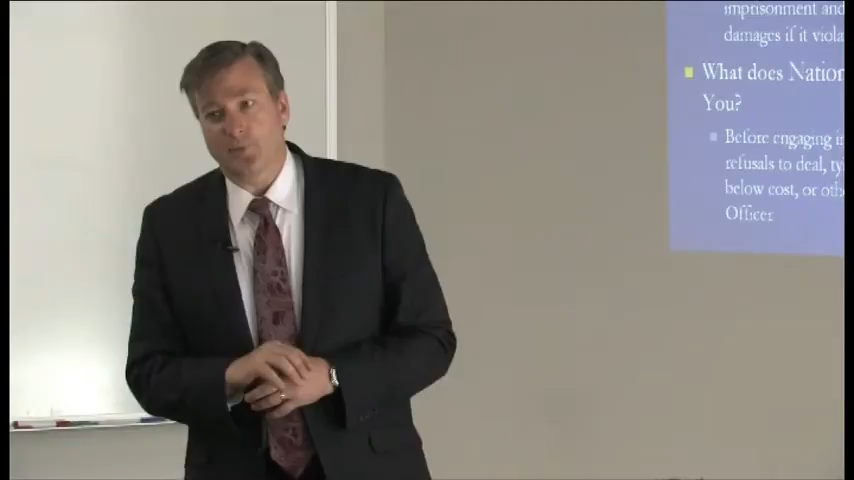 imprisonment and
damages if it viola
What does Nation
You?
Before engaging i
refusals to deal, ty
below cost, or oth
Officer